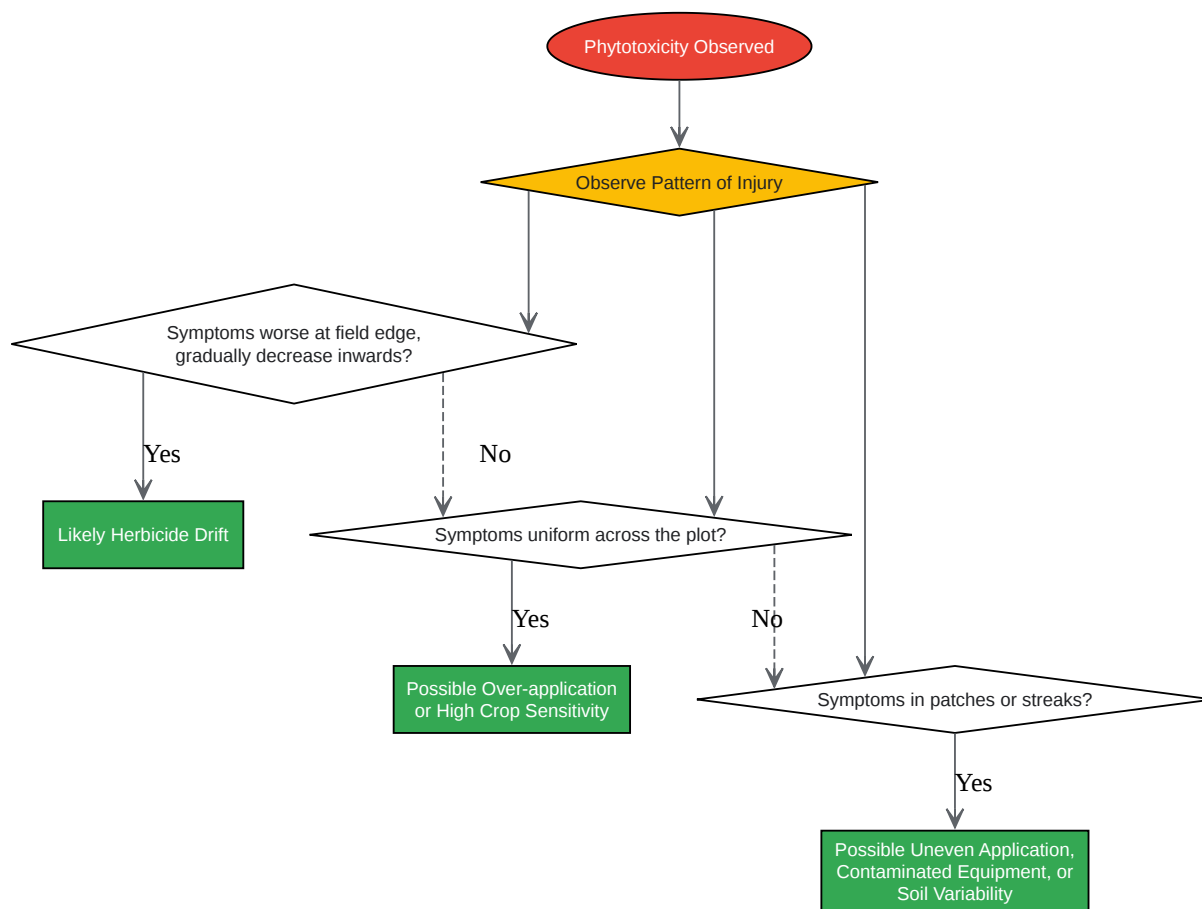 Phytotoxicity Observed
Observe Pattern of Injury
Symptoms worse at field edge,
gradually decrease inwards?
Yes
No
Likely Herbicide Drift
Symptoms uniform across the plot?
Yes
No
Possible Over-application
or High Crop Sensitivity
Symptoms in patches or streaks?
Yes
Possible Uneven Application,
Contaminated Equipment, or
Soil Variability